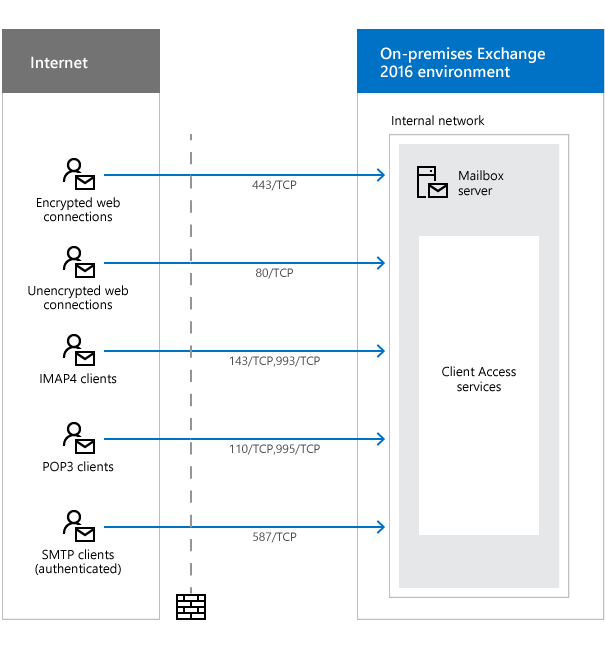 Internet
On-premises Exchange
2016 environment
Internal network
Mailbox
server
Encrypted web
connections
443/TCP
Unencrypted web
connections
80/TCP
IMAP4 clients
143/TCP,993/TCP
Client Access
services
POP3 clients
110/TCP,995/TCP
SMTP clients
(authenticated)
587/TCP